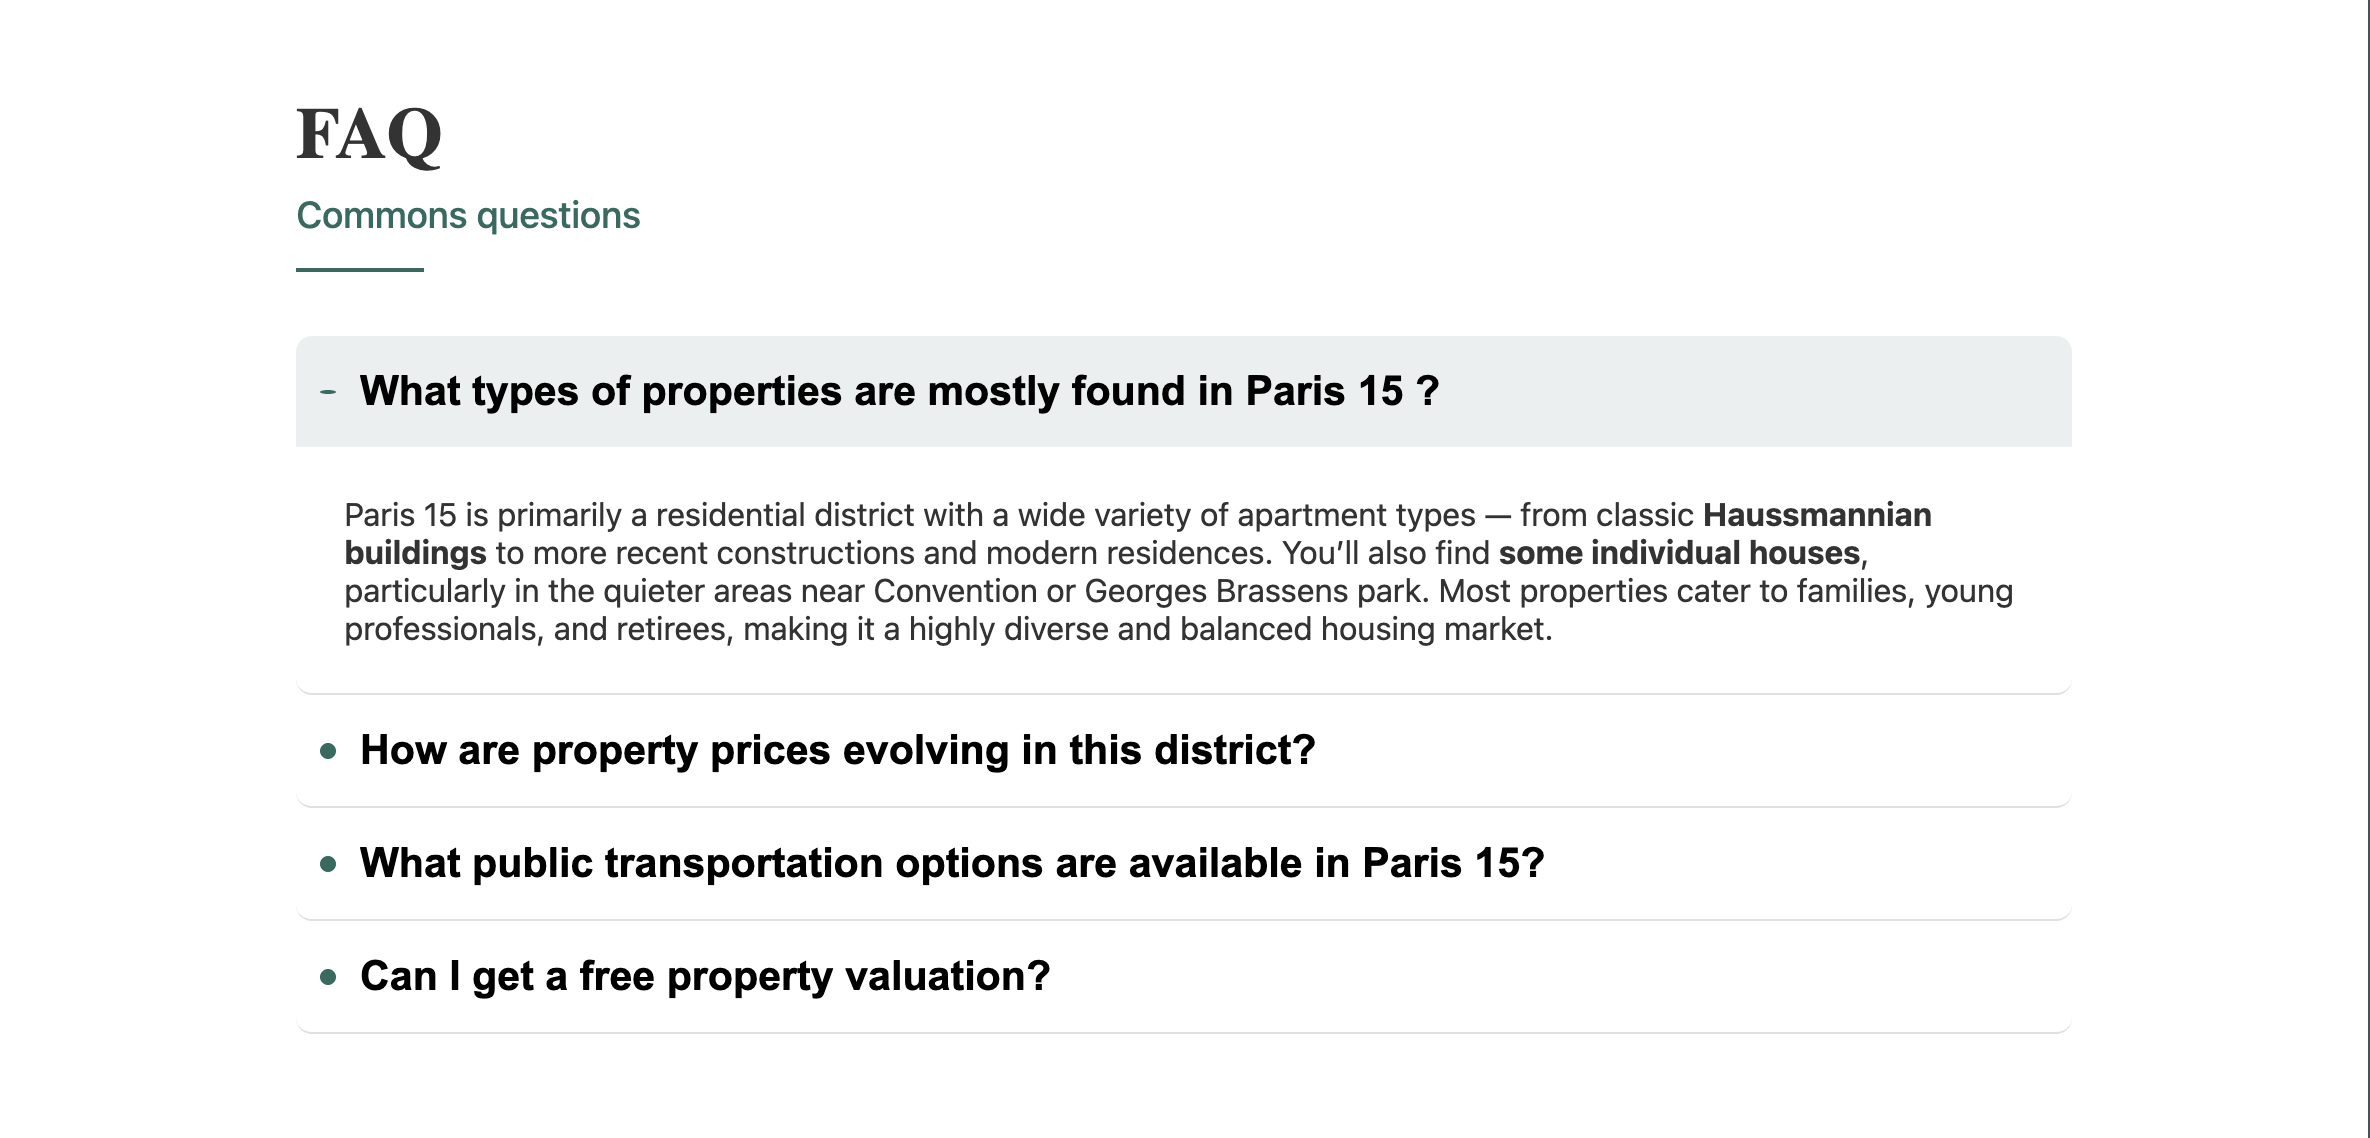 FAQ
Commons questions
What types of properties are mostly found in Paris 15 ?
Paris 15 is primarily a residential district with a wide variety of apartment types — from classic Haussmannian
buildings to more recent constructions and modern residences. You’ll also find some individual houses,
particularly in the quieter areas near Convention or Georges Brassens park. Most properties cater to families, young
professionals, and retirees, making it a highly diverse and balanced housing market.
How are property prices evolving in this district?
What public transportation options are available in Paris 15?
Can I get a free property valuation?